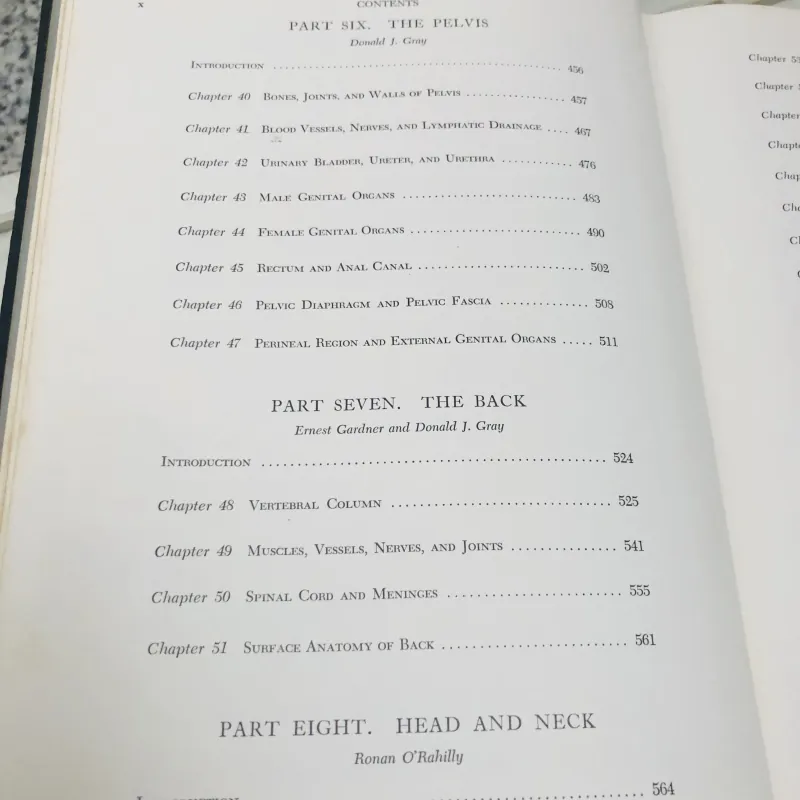 x
CONTENTS
PART SIX. THE PELVIS
Donald J. Gray
INTRODUCTION 456
Chapter 40 BONES, JOINTS, AND WALLS OF PELVIS 457
Chapter 41 BLOOD VESSELS, NERVES, AND LYMPHATIC DRAINAGE 467
Chapter 42 URINARY BLADDER, URETER, AND URETHRA 476
Chapter 43 MALE GENITAL ORGANS 483
Chapter 44 FEMALE GENITAL ORGANS 490
Chapter 45 RECTUM AND ANAL CANAL 502
Chapter 46 PELVIC DIAPHRAGM AND PELVIC FASCIA 508
Chapter 47 PERINEAL REGION AND EXTERNAL GENITAL ORGANS 511
PART SEVEN. THE BACK
Ernest Gardner and Donald J. Gray
INTRODUCTION 524
Chapter 48 VERTEBRAL COLUMN 525
Chapter 49 MUSCLES, VESSELS, NERVES, AND JOINTS 541
Chapter 50 SPINAL CORD AND MENINGES 555
Chapter 51 SURFACE ANATOMY OF BACK 561
PART EIGHT. HEAD AND NECK
Ronan O'Rahilly
INTRODUCTION 564
Chapter
Chapter
Chapter
Chapter